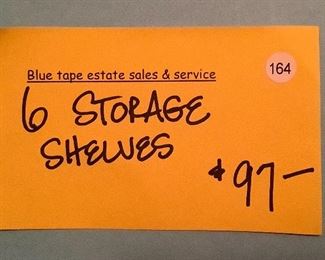 Blue tape estate sales & service
164
6 STORAGE
SHELVES
$97—